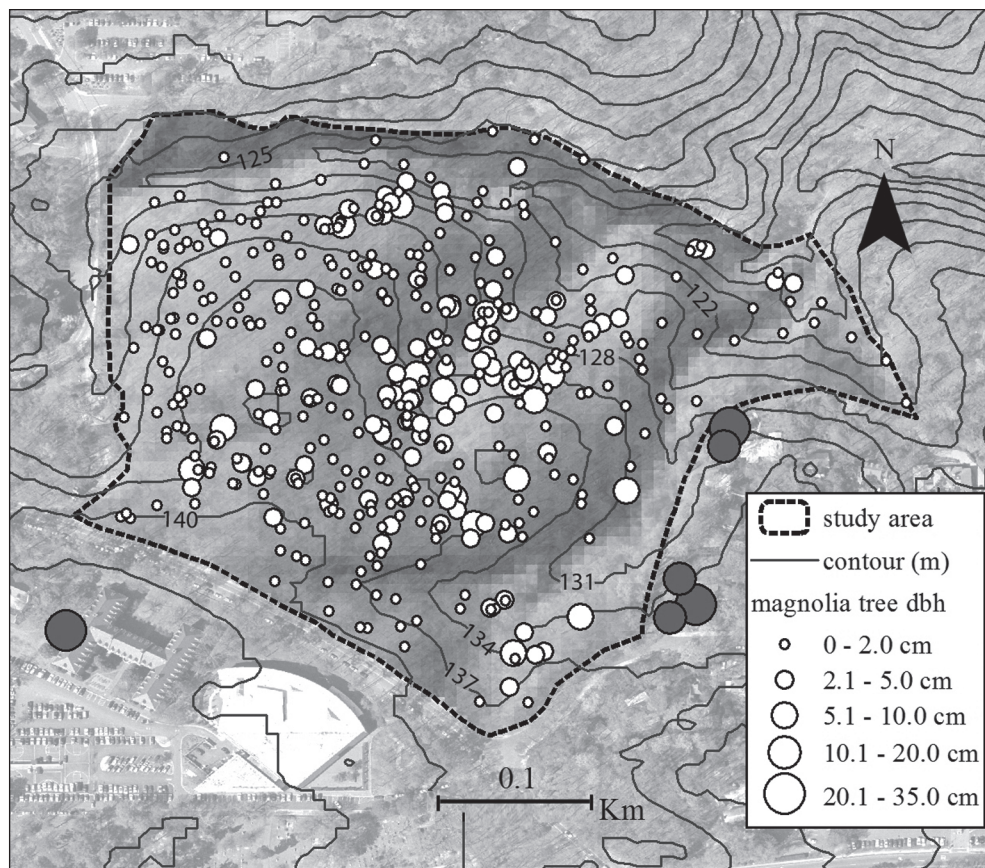 125
N
122
128
140
131
134
137
0.1
Km
study area
contour (m)
magnolia tree dbh
0 - 2.0 cm
2.1 - 5.0 cm
5.1 - 10.0 cm
10.1 - 20.0 cm
20.1 - 35.0 cm